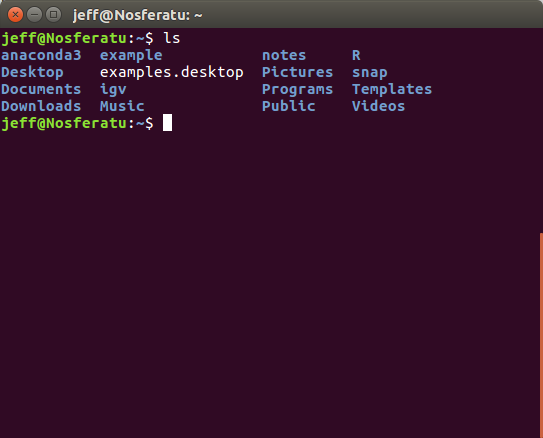 jeff@Nosferatu: ~
jeff@Nosferatu:~$ ls
anaconda3  example           notes     R
Desktop    examples.desktop  Pictures  snap
Documents  igv               Programs  Templates
Downloads  Music             Public    Videos
jeff@Nosferatu:~$